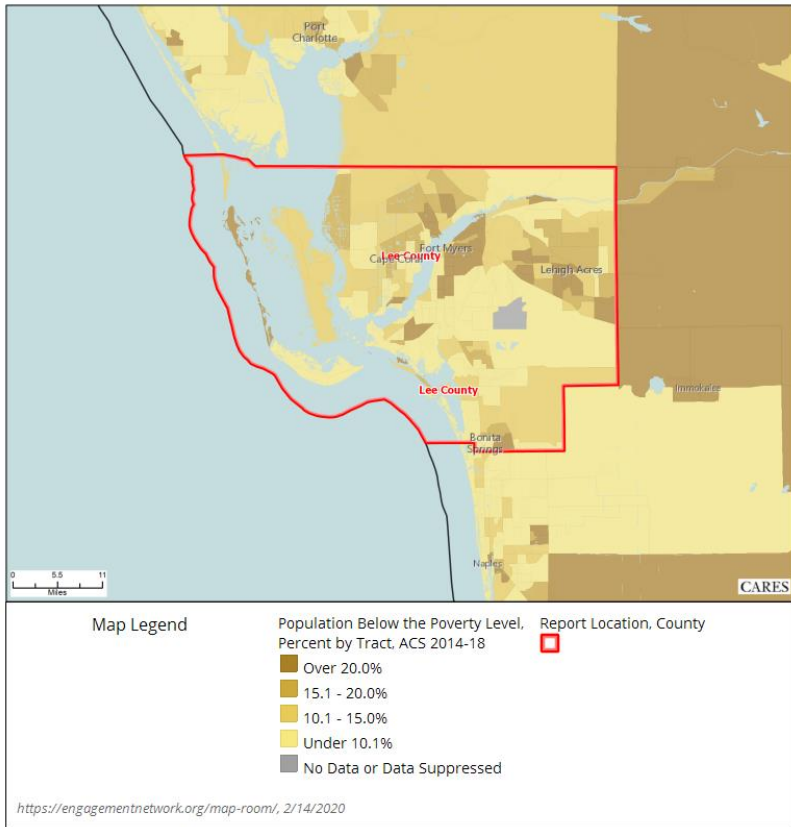 Port
Charlotte
Fort Myers
Lee County
Cape Coral
Lehigh Acres
Lee County
Immokalee
Bonita
Springs
Naples
0 5.5 11
Miles
CARES
Map Legend
Population Below the Poverty Level,
Percent by Tract, ACS 2014-18
Over 20.0%
15.1 - 20.0%
10.1 - 15.0%
Under 10.1%
No Data or Data Suppressed
Report Location, County
https://engagementnetwork.org/map-room/, 2/14/2020